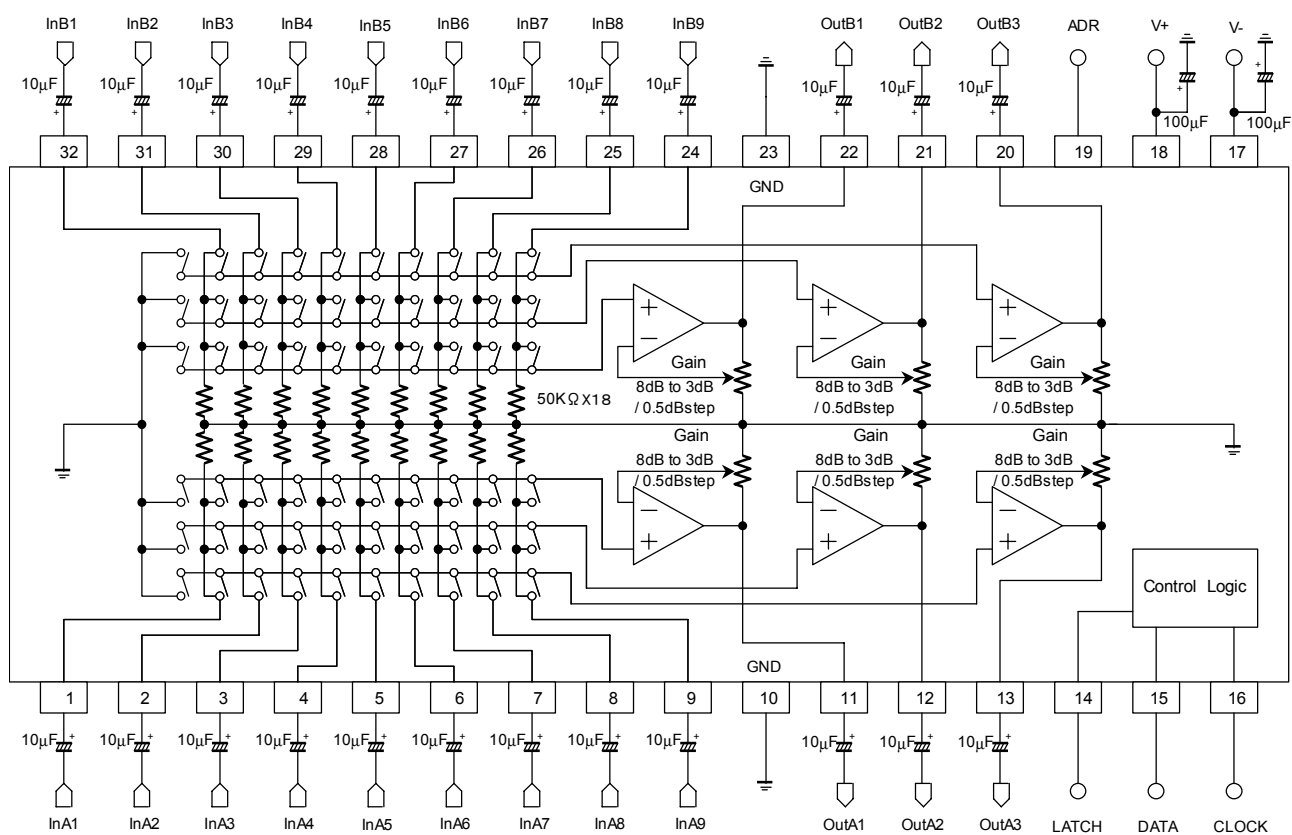 InB1 InB2 InB3 InB4 InB5 InB6 InB7 InB8 InB9 OutB1 OutB2 OutB3 ADR V+ V-
10μF 10μF 10μF 10μF 10μF 10μF 10μF 10μF 10μF 10μF 10μF 10μF
+ + + + + + + + + + + + + +
100μF 100μF
32 31 30 29 28 27 26 25 24 23 22 21 20 19 18 17
GND
+ + +
− − −
Gain Gain Gain
8dB to 3dB 8dB to 3dB 8dB to 3dB
50KΩX18 / 0.5dBstep / 0.5dBstep / 0.5dBstep
Gain Gain Gain
8dB to 3dB 8dB to 3dB 8dB to 3dB
/ 0.5dBstep / 0.5dBstep / 0.5dBstep
− − −
+ + +
Control Logic
GND
1 2 3 4 5 6 7 8 9 10 11 12 13 14 15 16
10μF 10μF 10μF 10μF 10μF 10μF 10μF 10μF 10μF 10μF 10μF 10μF
+ + + + + + + + + + + +
InA1 InA2 InA3 InA4 InA5 InA6 InA7 InA8 InA9 OutA1 OutA2 OutA3 LATCH DATA CLOCK